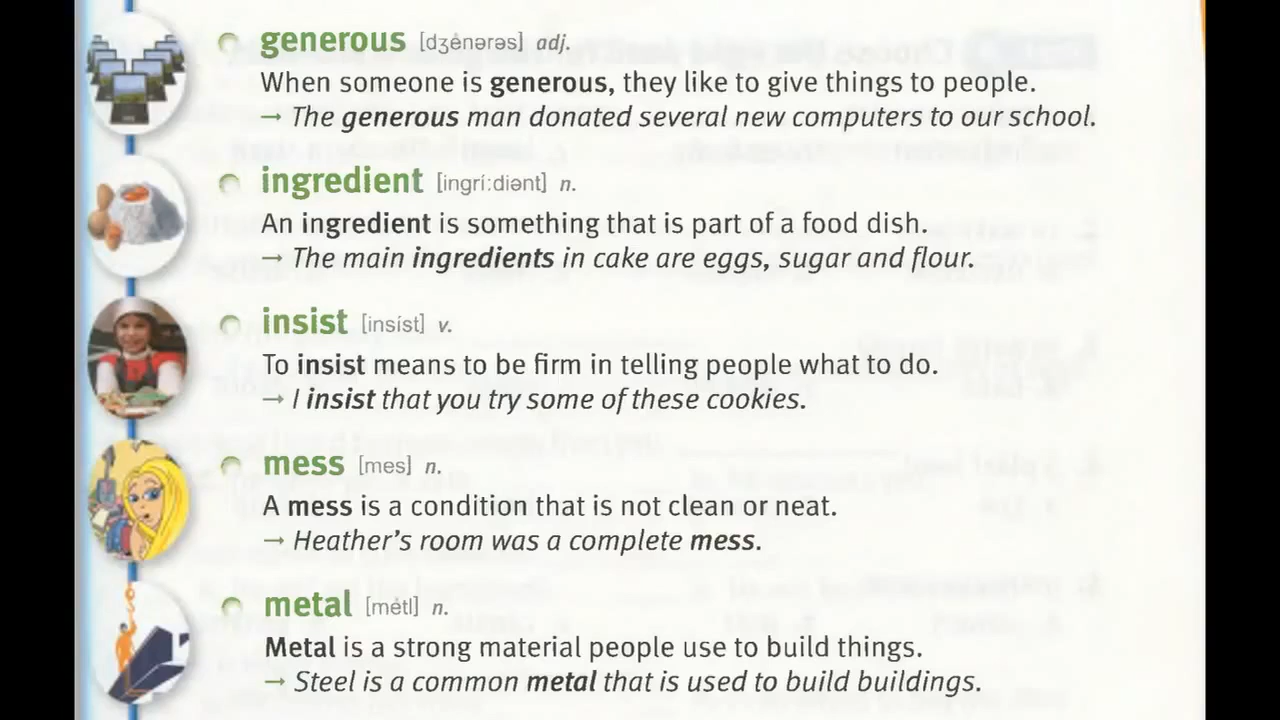 generous [dʒénərəs] adj.
When someone is generous, they like to give things to people.
→ The generous man donated several new computers to our school.
ingredient [ingríːdiənt] n.
An ingredient is something that is part of a food dish.
→ The main ingredients in cake are eggs, sugar and flour.
insist [insíst] v.
To insist means to be firm in telling people what to do.
→ I insist that you try some of these cookies.
mess [mes] n.
A mess is a condition that is not clean or neat.
→ Heather's room was a complete mess.
metal [métl] n.
Metal is a strong material people use to build things.
→ Steel is a common metal that is used to build buildings.